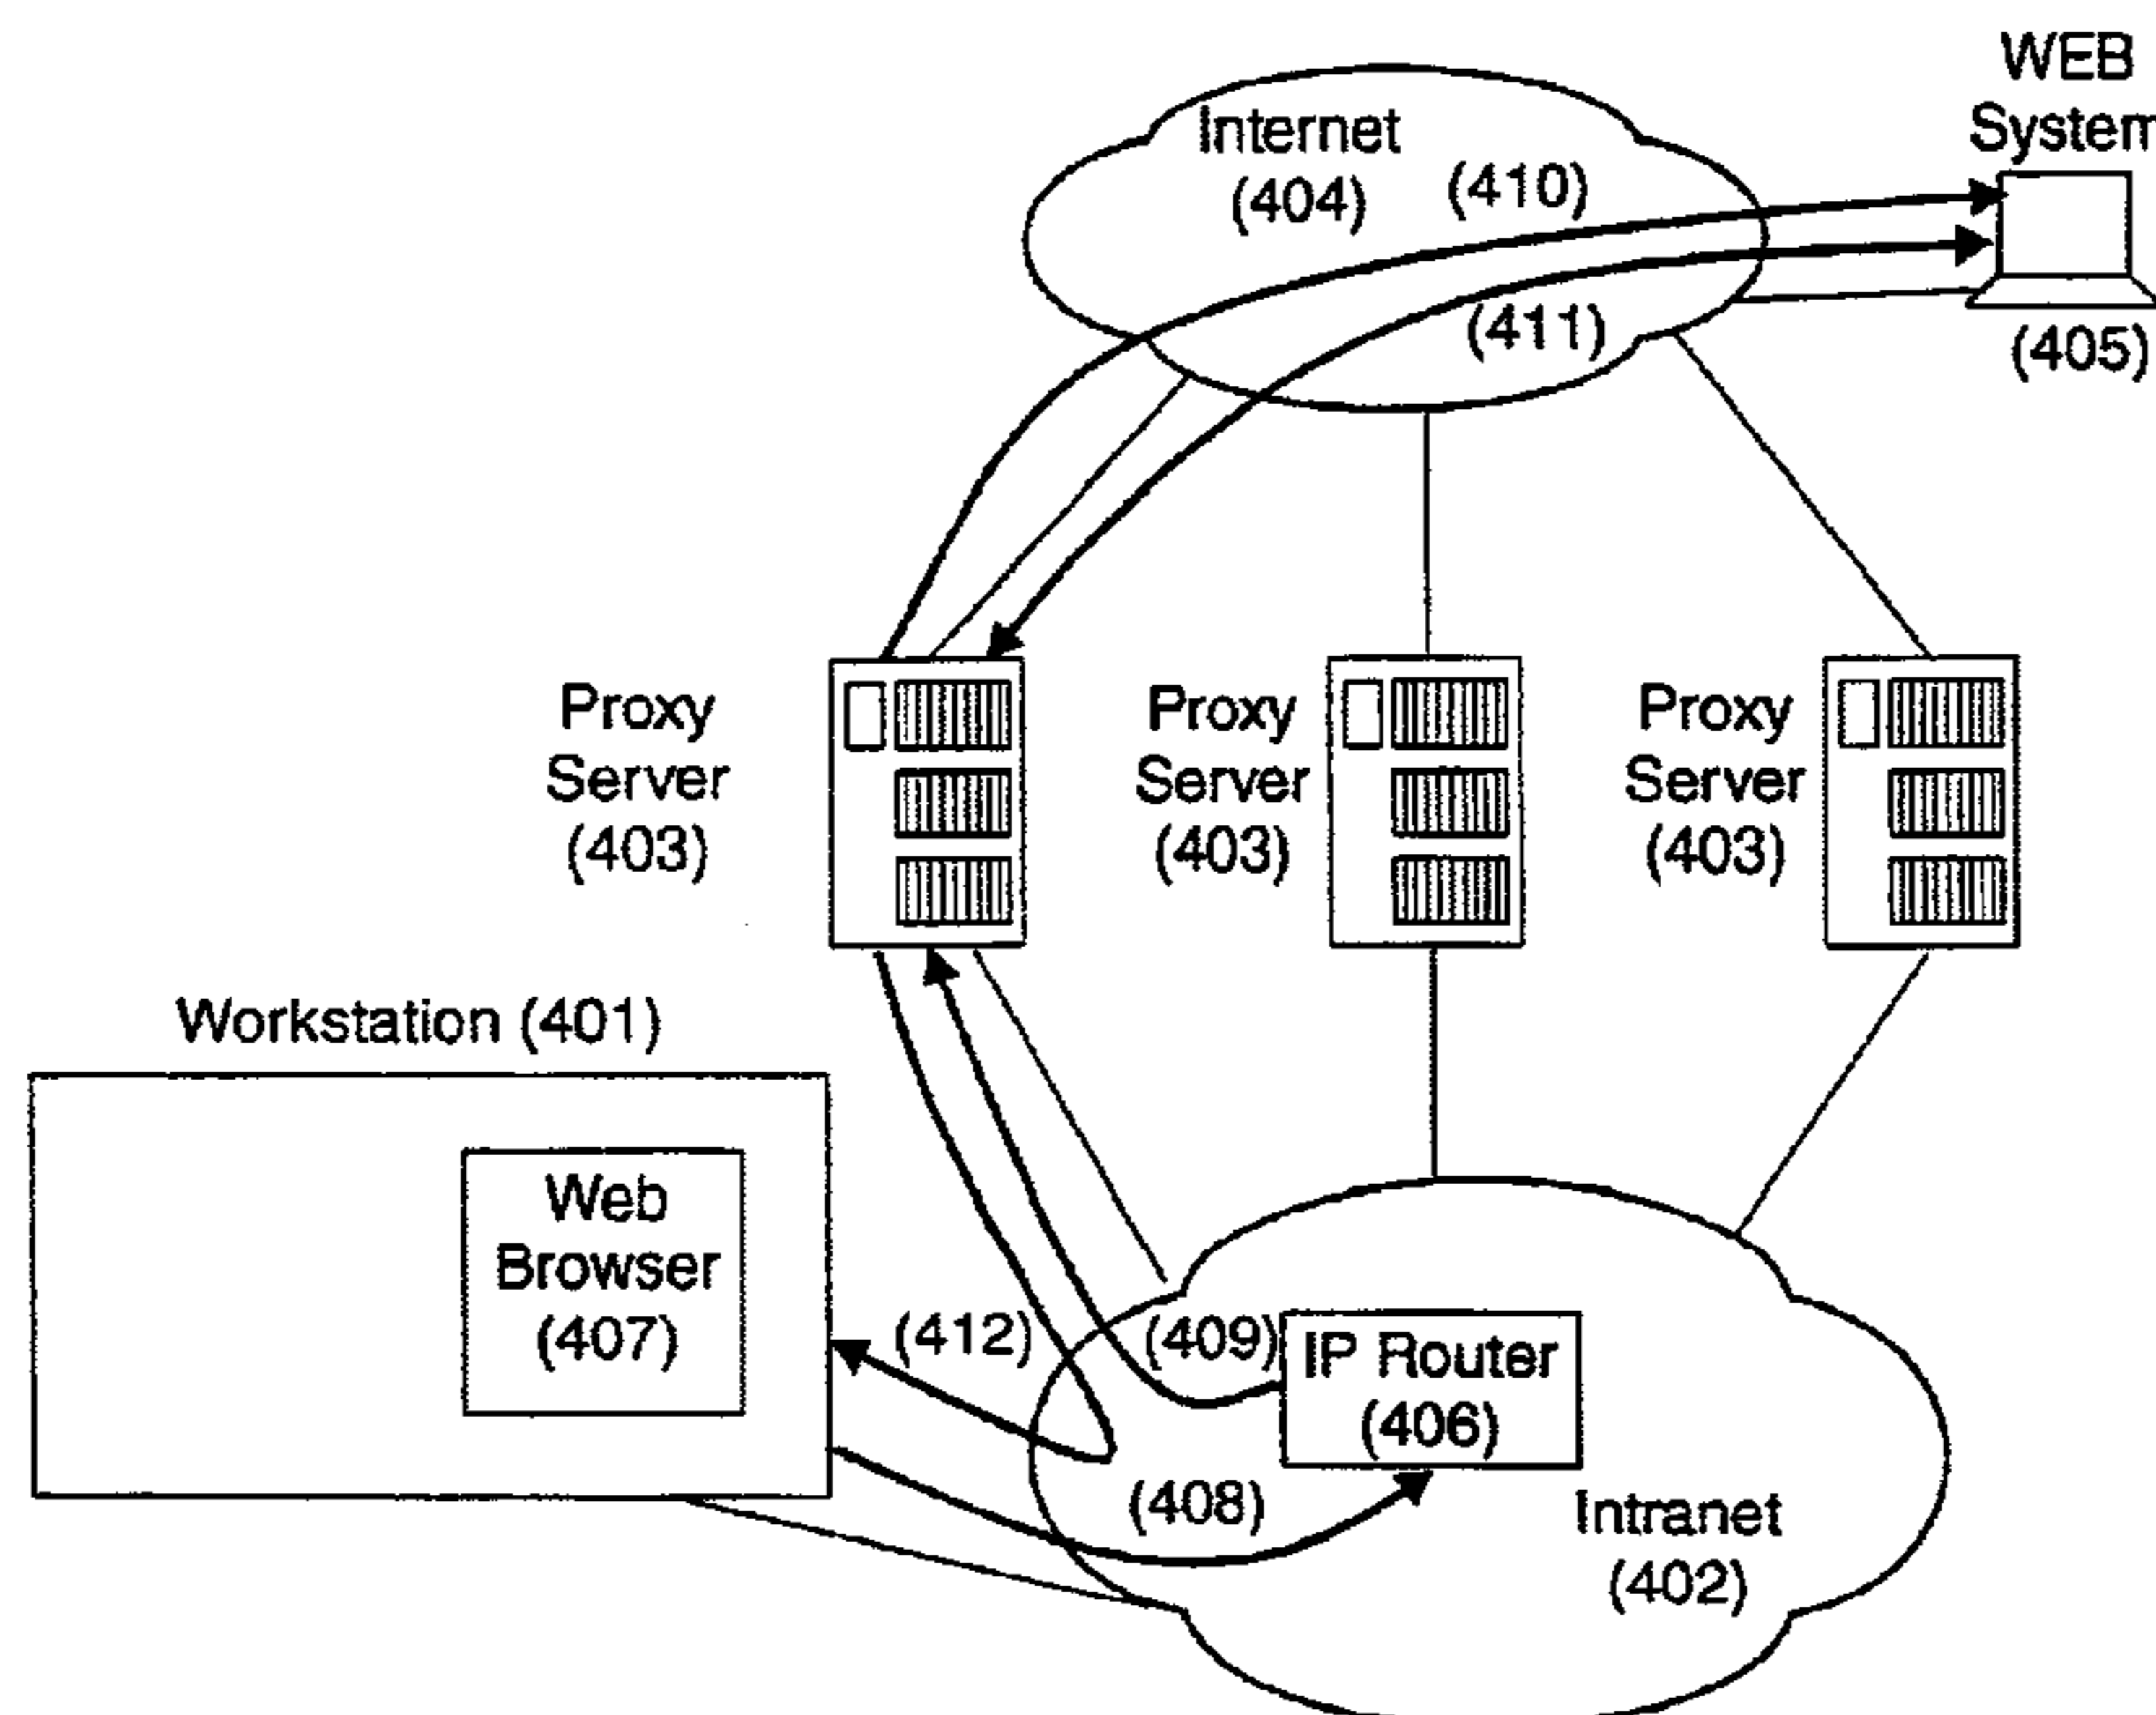 WEB
System
(405)
Internet
(404)
(410)
(411)
Proxy
Server
(403)
Proxy
Server
(403)
Proxy
Server
(403)
Workstation (401)
Web
Browser
(407)
(412)
(409)
IP Router
(406)
(408)
Intranet
(402)